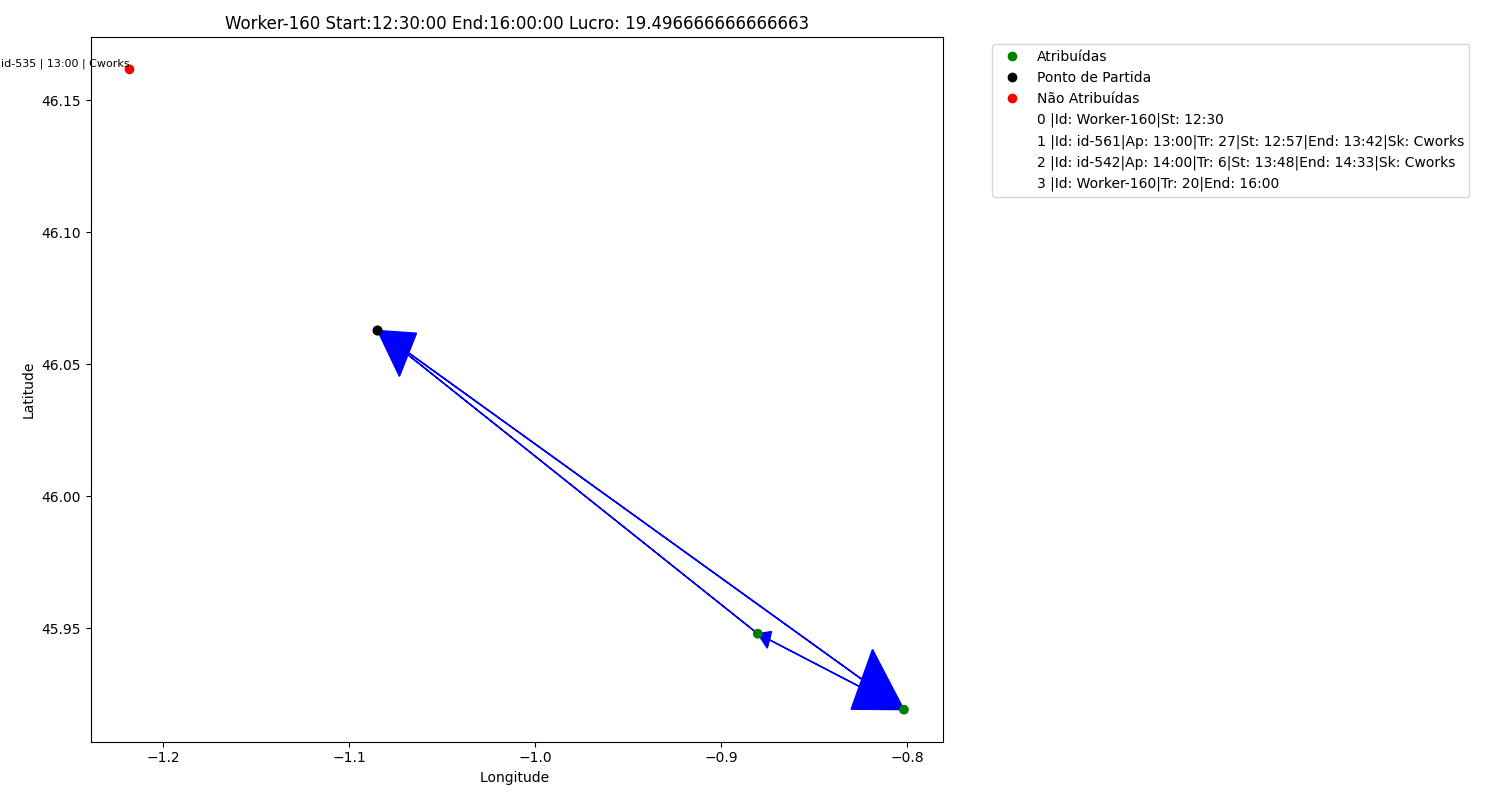 Worker-160 Start:12:30:00 End:16:00:00 Lucro: 19.496666666666663
id-535 | 13:00 | Cworks
46.15
46.10
46.05
46.00
45.95
Latitude
−1.2
−1.1
−1.0
−0.9
−0.8
Longitude
Atribuídas
Ponto de Partida
Não Atribuídas
0 |Id: Worker-160|St: 12:30
1 |Id: id-561|Ap: 13:00|Tr: 27|St: 12:57|End: 13:42|Sk: Cworks
2 |Id: id-542|Ap: 14:00|Tr: 6|St: 13:48|End: 14:33|Sk: Cworks
3 |Id: Worker-160|Tr: 20|End: 16:00